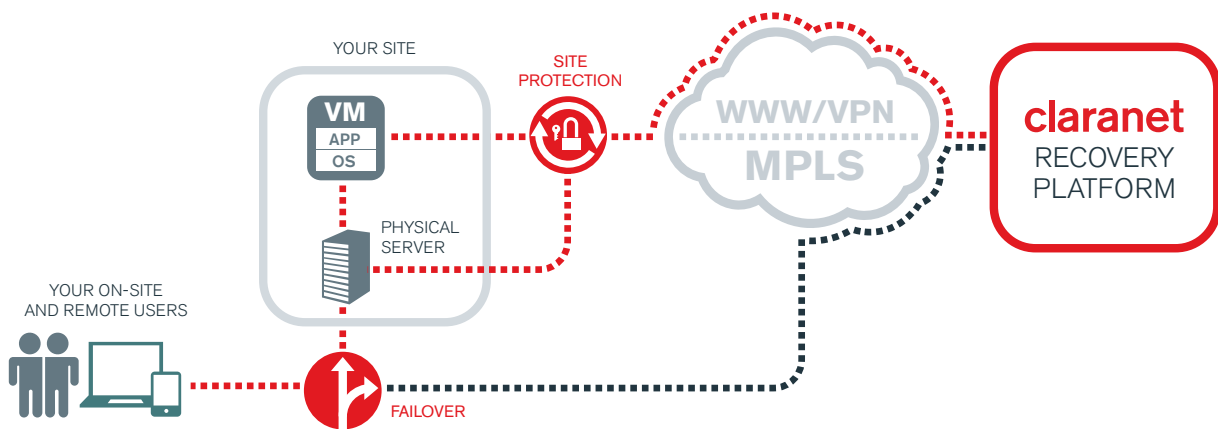 YOUR SITE
VM
APP
OS
PHYSICAL
SERVER
SITE
PROTECTION
WWW/VPN
MPLS
claranet
RECOVERY
PLATFORM
YOUR ON-SITE
AND REMOTE USERS
FAILOVER